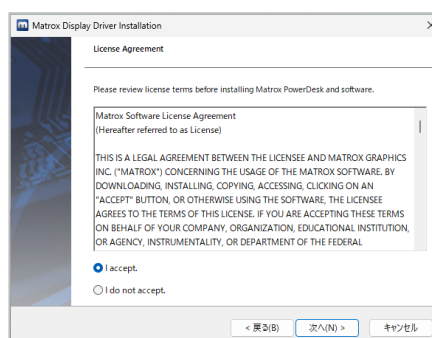 Matrox Display Driver Installation
License Agreement
Please review license terms before installing Matrox PowerDesk and software.
Matrox Software License Agreement
(Hereafter referred to as License)
THIS IS A LEGAL AGREEMENT BETWEEN THE LICENSEE AND MATROX GRAPHICS
INC. ("MATROX") CONCERNING THE USAGE OF THE MATROX SOFTWARE. BY
DOWNLOADING, INSTALLING, COPYING, ACCESSING, CLICKING ON AN
"ACCEPT" BUTTON, OR OTHERWISE USING THE SOFTWARE, THE LICENSEE
AGREES TO THE TERMS OF THIS LICENSE. IF YOU ARE ACCEPTING THESE TERMS
ON BEHALF OF YOUR COMPANY, ORGANIZATION, EDUCATIONAL INSTITUTION,
OR AGENCY, INSTRUMENTALITY, OR DEPARTMENT OF THE FEDERAL
I accept.
I do not accept.
< 戻る(B) 次へ(N) > キャンセル